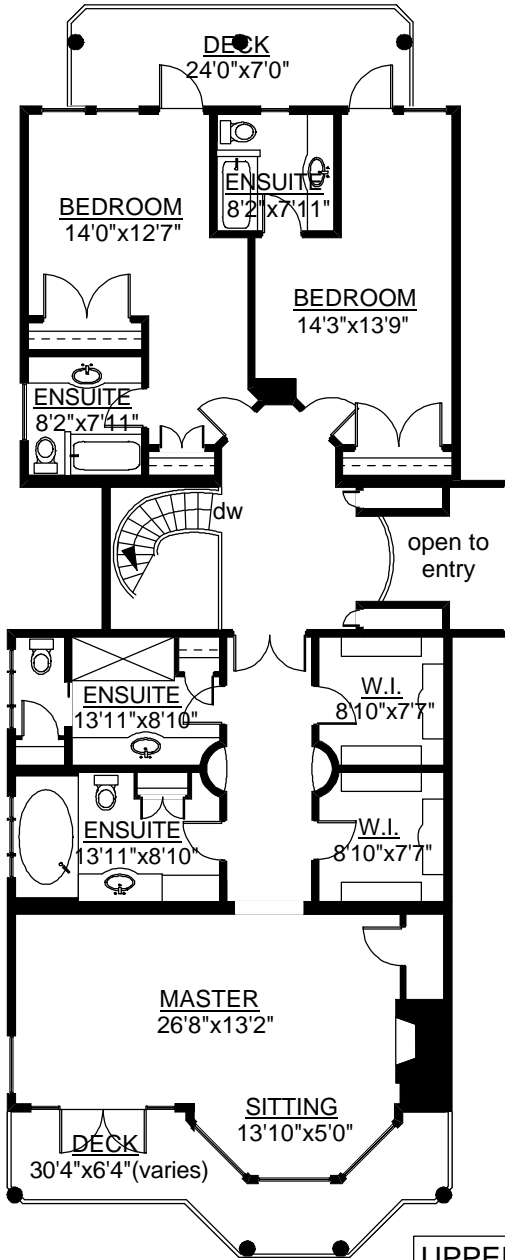 DECK
24'0"x7'0"
ENSUITE
8'2"x7'11"
BEDROOM
14'0"x12'7"
BEDROOM
14'3"x13'9"
ENSUITE
8'2"x7'11"
dw
open to
entry
ENSUITE
13'11"x8'10"
W.I.
8'10"x7'7"
ENSUITE
13'11"x8'10"
W.I.
8'10"x7'7"
MASTER
26'8"x13'2"
SITTING
13'10"x5'0"
DECK
30'4"x6'4"(varies)
UPPER